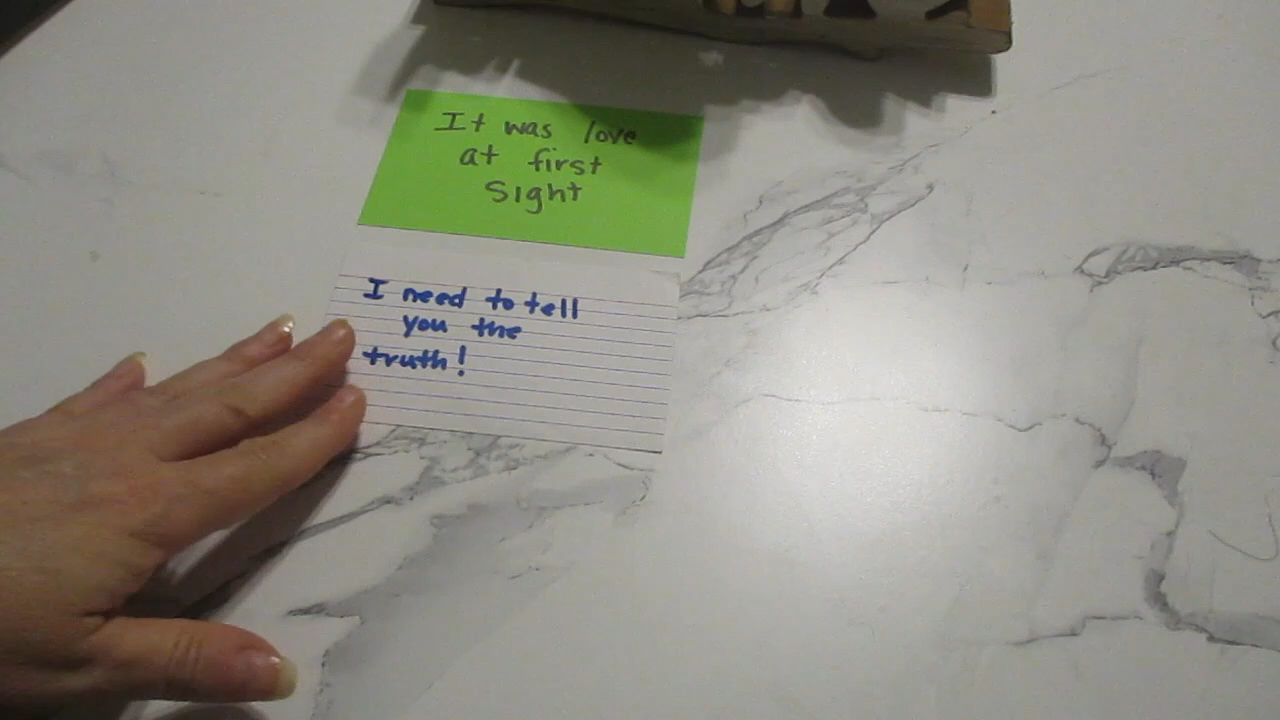 It was love
at first
Sight
I need to tell
you the
truth!